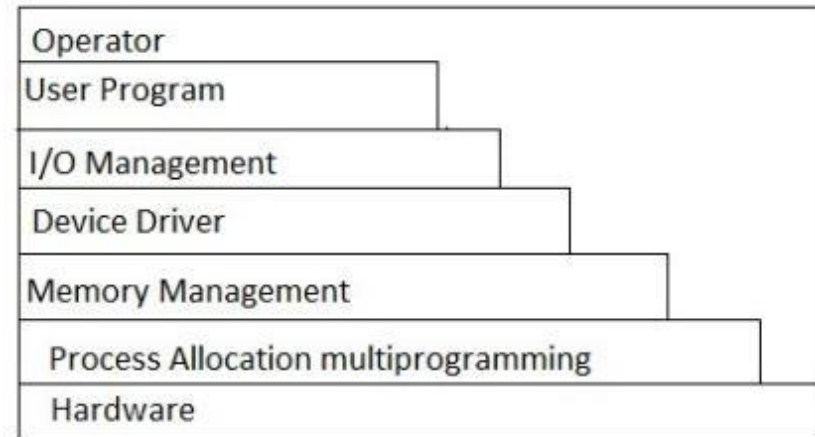 Operator
User Program
I/O Management
Device Driver
Memory Management
Process Allocation multiprogramming
Hardware